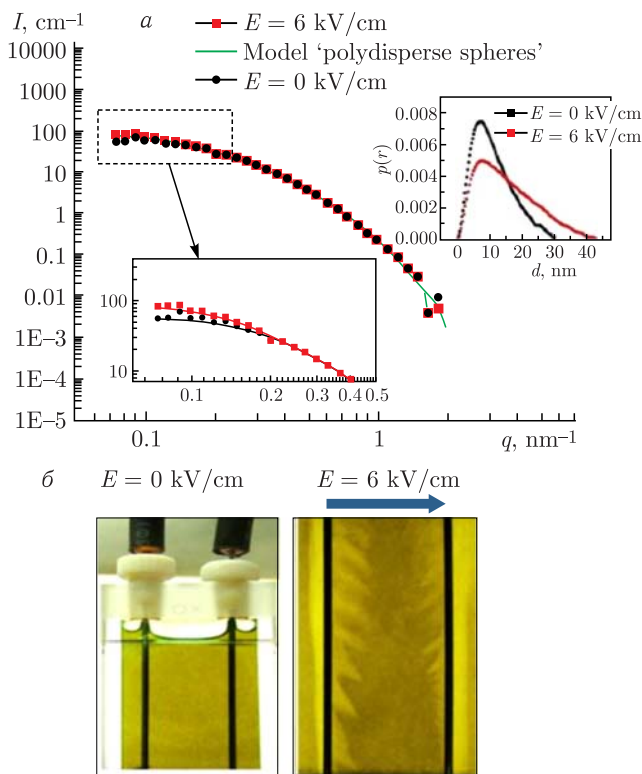 I, cm⁻¹
а
E = 6 kV/cm
Model ‘polydisperse spheres’
E = 0 kV/cm
10000
1000
100
10
1
0.1
0.01
1E−3
1E−4
1E−5
0.1
1
q, nm⁻¹
0.008
0.006
0.004
0.002
0.000
p(r)
E = 0 kV/cm
E = 6 kV/cm
0
10
20
30
40
d, nm
100
10
0.1
0.2
0.3
0.4
0.5
б
E = 0 kV/cm
E = 6 kV/cm